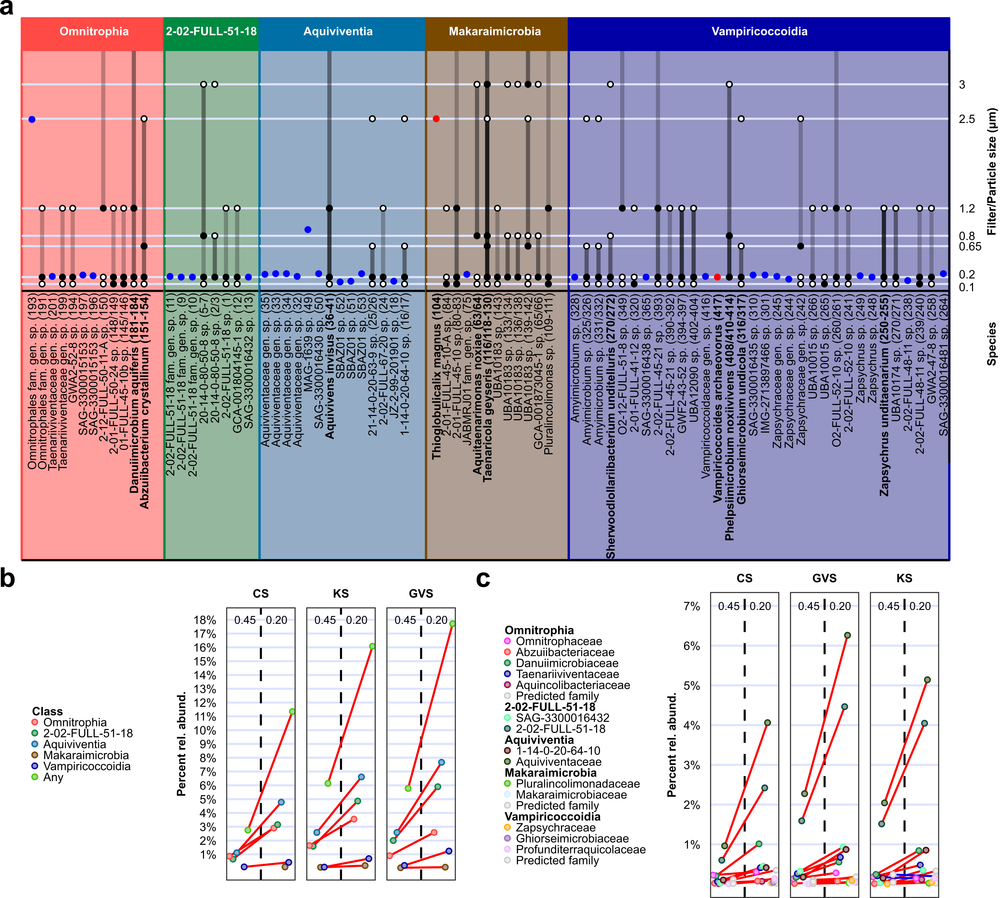 a
Omnitrophia
2-02-FULL-51-18
Aquiviventia
Makaraimicrobia
Vampiricoccoidia
3
2.5
1.2
0.8
0.65
0.2
0.1
Filter/Particle size (µm)
Species
Omnitrophales fam. gen. sp. (193)
Omnitrophales fam. gen. sp. (191)
Taenariiventaceae gen. sp. (201)
Taenariiventaceae gen. sp. (199)
GWA2-52-8 sp. (194)
SAG-3300015153 sp. (197)
SAG-3300015153 sp. (196)
2-12-FULL-50-11-A sp. (150)
2-01-FULL-50-24 sp. (148/149)
01-FULL-45-10b sp. (145/146)
Danuiimicrobium aquiferis (181-184)
Abzuiibacterium crystallinum (151-154)
2-02-FULL-51-18 fam. gen. sp. (11)
2-02-FULL-51-18 fam. gen. sp. (9)
2-02-FULL-51-18 fam. gen. sp. (10)
20-14-0-80-50-8 sp. (5-7)
20-14-0-80-50-8 sp. (2/3)
2-02-FULL-51-18 sp. (1)
GCA-001804145-1 sp. (12)
SAG-3300016432 sp. (13)
Aquiviventaceae gen. sp. (35)
Aquiviventaceae gen. sp. (33)
Aquiviventaceae gen. sp. (34)
Aquiviventaceae gen. sp. (32)
MAG-1639 sp. (49)
SAG-3300016430 sp. (50)
Aquivivens invisus (36-41)
SBAZ01 sp. (52)
SBAZ01 sp. (51)
SBAZ01 sp. (53)
21-14-0-20-63-9 sp. (25/26)
2-02-FULL-67-20 sp. (24)
JZ-2-99-201901 sp. (18)
1-14-0-20-64-10 sp. (16/17)
Thioglobulicalix magnus (104)
2-01-FULL-45-10-A sp. (84)
2-01-FULL-45-10 sp.(80-83)
JABMRJ01 fam. gen. sp. (75)
Aquitaenarimonas noxiae (63/64)
Taenaricola geyseris (116/118-130)
UBA10183 sp. (143)
UBA10183 sp. (133/134)
UBA10183 sp. (136/138)
UBA10183 sp. (139-142)
GCA-001873045-1 sp. (65/66)
Pluralincolimonas sp. (109-111)
Amyimicrobium sp. (328)
Amyimicrobium sp. (325/326)
Amyimicrobium sp. (331/332)
Sherwoodlollariibacterium unditelluris (270/272)
O2-12-FULL-51-8 sp. (349)
2-01-FULL-41-12 sp. (320)
SAG-3300016438 sp. (365)
2-02-FULL-45-21 sp. (393)
2-02-FULL-45-21 sp. (390-392)
GWF2-43-52 sp. (394-397)
UBA12090 sp. (402-404)
Vampiricoccoidaceae gen. sp. (416)
Vampiricoccoides archaeovorus (417)
Phelpsiimicrobium noxiivivens (408/410-414)
Ghiorseimicrobium undicola (316/317)
SAG-3300016435 sp. (310)
IMG-2713897466 sp. (301)
Zapsychraceae gen. sp. (245)
Zapsychraceae gen. sp. (244)
Zapsychraceae gen. sp. (242)
UBA10015 sp. (266)
UBA10015 sp. (265)
O2-FULL-52-10 sp. (260/261)
2-02-FULL-52-10 sp. (241)
Zapsychrus sp. (249)
Zapsychrus sp. (248)
Zapsychrus unditaenarium (250-255)
UBA10174 sp. (270/271)
2-02-FULL-48-11 sp. (238)
2-02-FULL-48-11 sp. (239/240)
GWA2-47-8 sp. (258)
SAG-3300016481 sp. (264)
b
CS KS GVS
0.45 0.20 0.45 0.20 0.45 0.20
18%
17%
16%
15%
14%
13%
12%
11%
10%
9%
8%
7%
6%
5%
4%
3%
2%
1%
Percent rel. abund.
Class
Omnitrophia
2-02-FULL-51-18
Aquiviventia
Makaraimicrobia
Vampiricoccoidia
Any
c
CS GVS KS
0.45 0.20 0.45 0.20 0.45 0.20
7%
6%
5%
4%
3%
2%
1%
Percent rel. abund.
Omnitrophia
Omnitrophaceae
Abzuiibacteriaceae
Danuiimicrobiaceae
Taenariiviventaceae
Aquincolibacteriaceae
Predicted family
2-02-FULL-51-18
SAG-3300016432
2-02-FULL-51-18
Aquiviventia
1-14-0-20-64-10
Aquiviventaceae
Makaraimicrobia
Pluralincolimonadaceae
Makaraimicrobiaceae
Predicted family
Vampiricoccoidia
Zapsychraceae
Ghiorseimicrobiaceae
Profunditerraquicolaceae
Predicted family